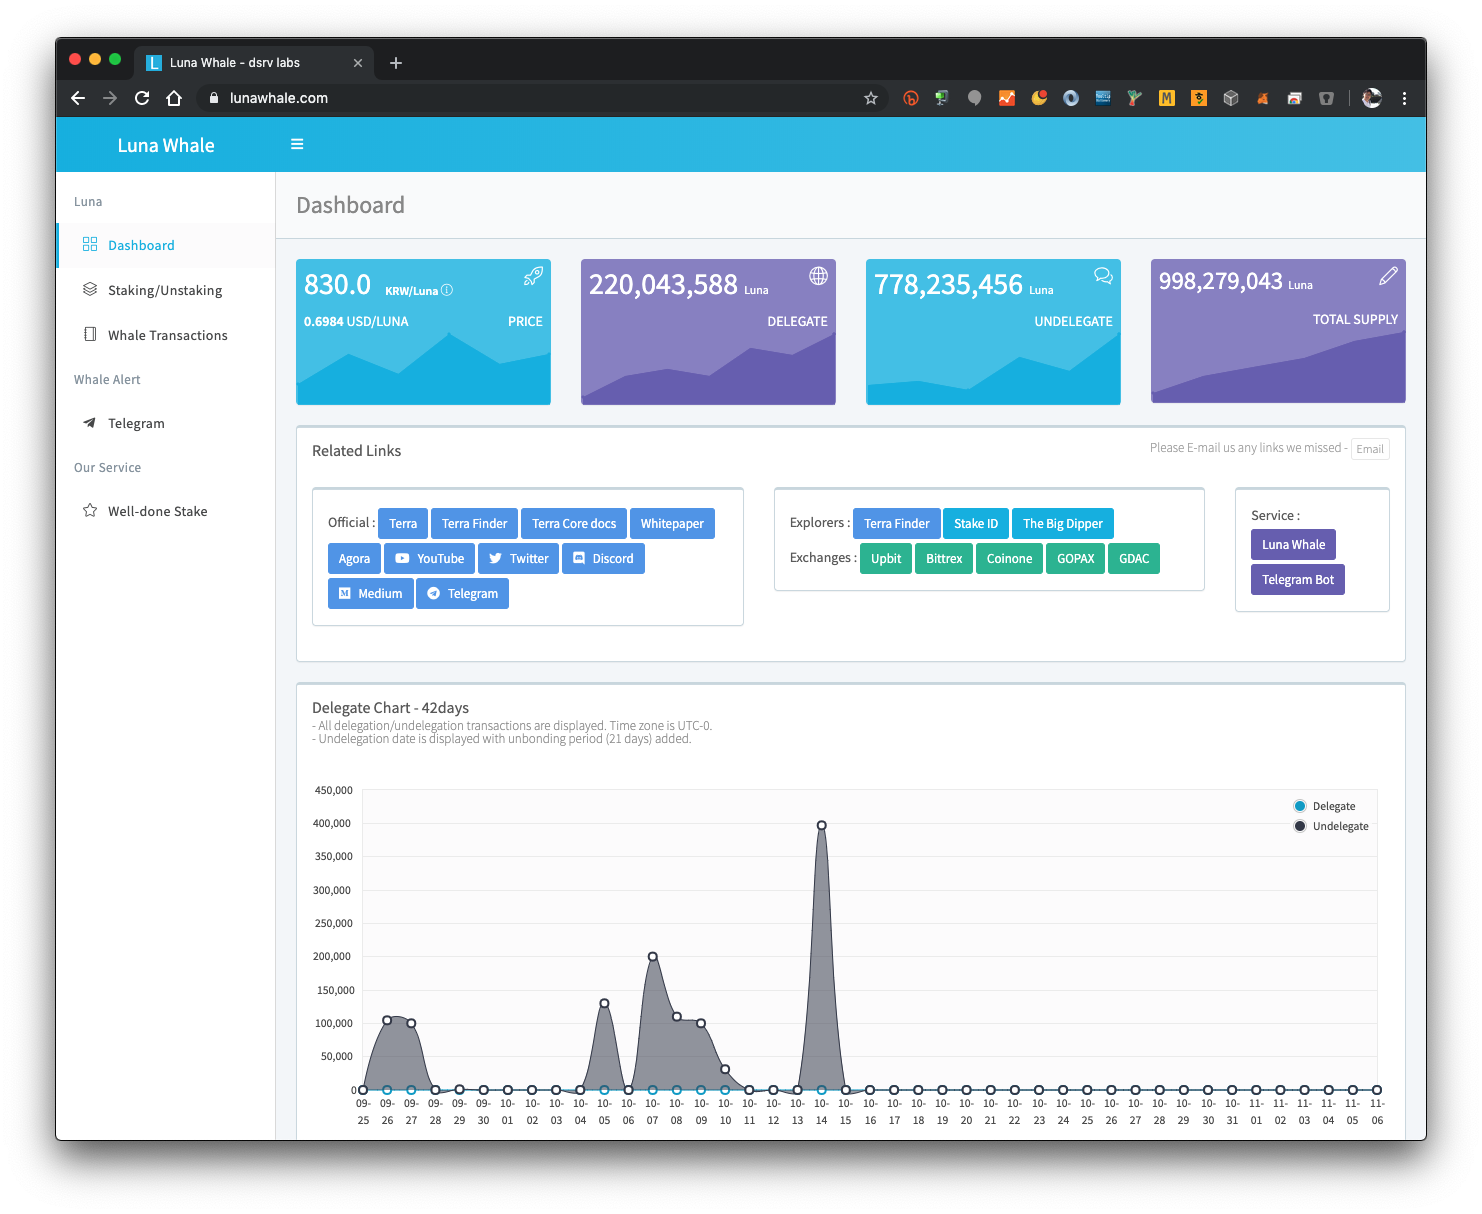 Luna Whale - dsrv labs
lunawhale.com
Luna Whale
Luna
Dashboard
Staking/Unstaking
Whale Transactions
Whale Alert
Telegram
Our Service
Well-done Stake
Dashboard
830.0 KRW/Luna
0.6984 USD/LUNA PRICE
220,043,588 Luna
DELEGATE
778,235,456 Luna
UNDELEGATE
998,279,043 Luna
TOTAL SUPPLY
Related Links
Please E-mail us any links we missed - Email
Official : Terra Terra Finder Terra Core docs Whitepaper
Agora YouTube Twitter Discord
Medium Telegram
Explorers : Terra Finder Stake ID The Big Dipper
Exchanges : Upbit Bittrex Coinone GOPAX GDAC
Service :
Luna Whale
Telegram Bot
Delegate Chart - 42days
- All delegation/undelegation transactions are displayed. Time zone is UTC-0.
- Undelegation date is displayed with unbonding period (21 days) added.
Delegate
Undelegate
450,000
400,000
350,000
300,000
250,000
200,000
150,000
100,000
50,000
0
09- 09- 09- 09- 09- 09- 10- 10- 10- 10- 10- 10- 10- 10- 10- 10- 10- 10- 10- 10- 10- 10- 10- 10- 10- 10- 10- 10- 10- 10- 10- 10- 10- 10- 10- 10- 10- 11- 11- 11- 11- 11- 11-
25 26 27 28 29 30 01 02 03 04 05 06 07 08 09 10 11 12 13 14 15 16 17 18 19 20 21 22 23 24 25 26 27 28 29 30 31 01 02 03 04 05 06